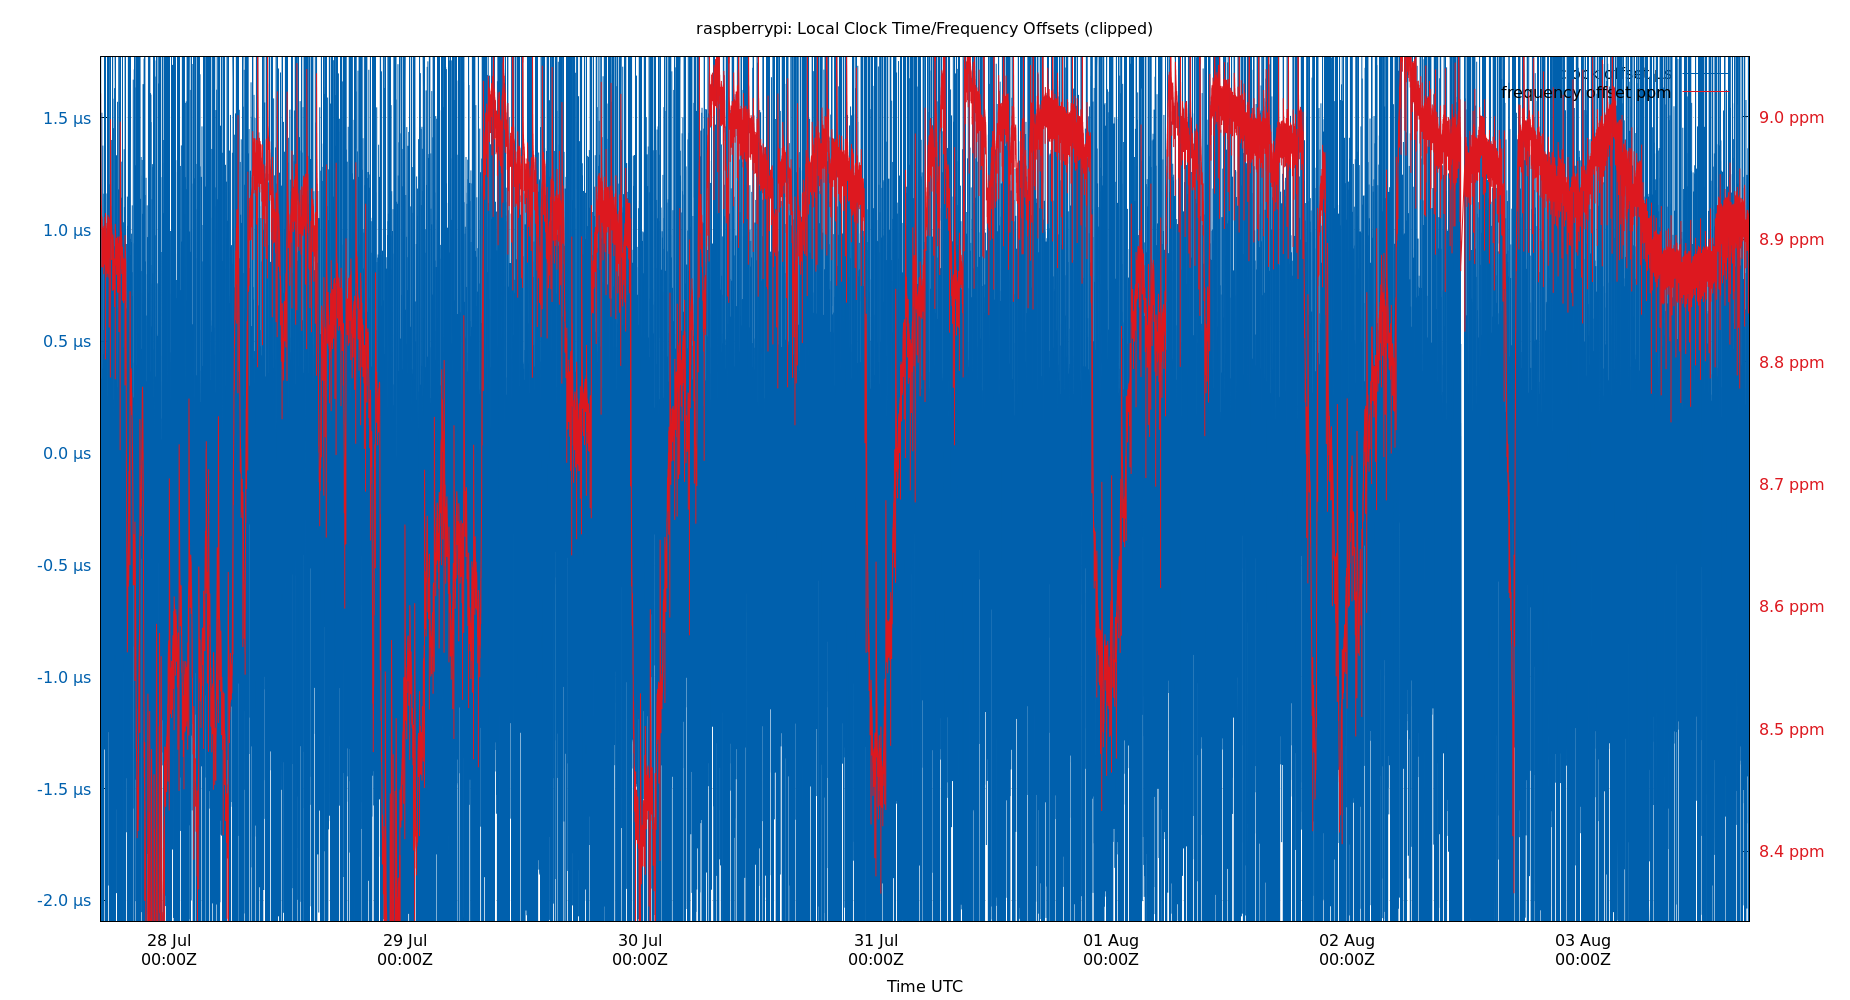 raspberrypi: Local Clock Time/Frequency Offsets (clipped)
clock offset µs
frequency offset ppm
1.5 µs
1.0 µs
0.5 µs
0.0 µs
-0.5 µs
-1.0 µs
-1.5 µs
-2.0 µs
9.0 ppm
8.9 ppm
8.8 ppm
8.7 ppm
8.6 ppm
8.5 ppm
8.4 ppm
28 Jul
00:00Z
29 Jul
00:00Z
30 Jul
00:00Z
31 Jul
00:00Z
01 Aug
00:00Z
02 Aug
00:00Z
03 Aug
00:00Z
Time UTC